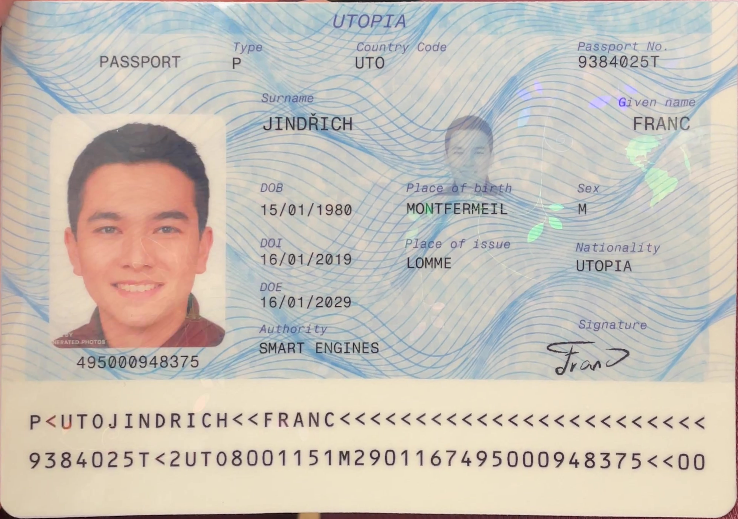 UTOPIA
PASSPORT
Type
P
Country Code
UTO
Passport No.
9384025T
Surname
JINDŘICH
Given name
FRANC
DOB
15/01/1980
Place of birth
MONTFERMEIL
Sex
M
DOI
16/01/2019
Place of issue
LOMME
Nationality
UTOPIA
DOE
16/01/2029
Authority
SMART ENGINES
Signature
Franc
495000948375
P<UTOJINDRICH<<FRANC<<<<<<<<<<<<<<<<<<<<<<<<
9384025T<2UTO8001151M2901167495000948375<<00